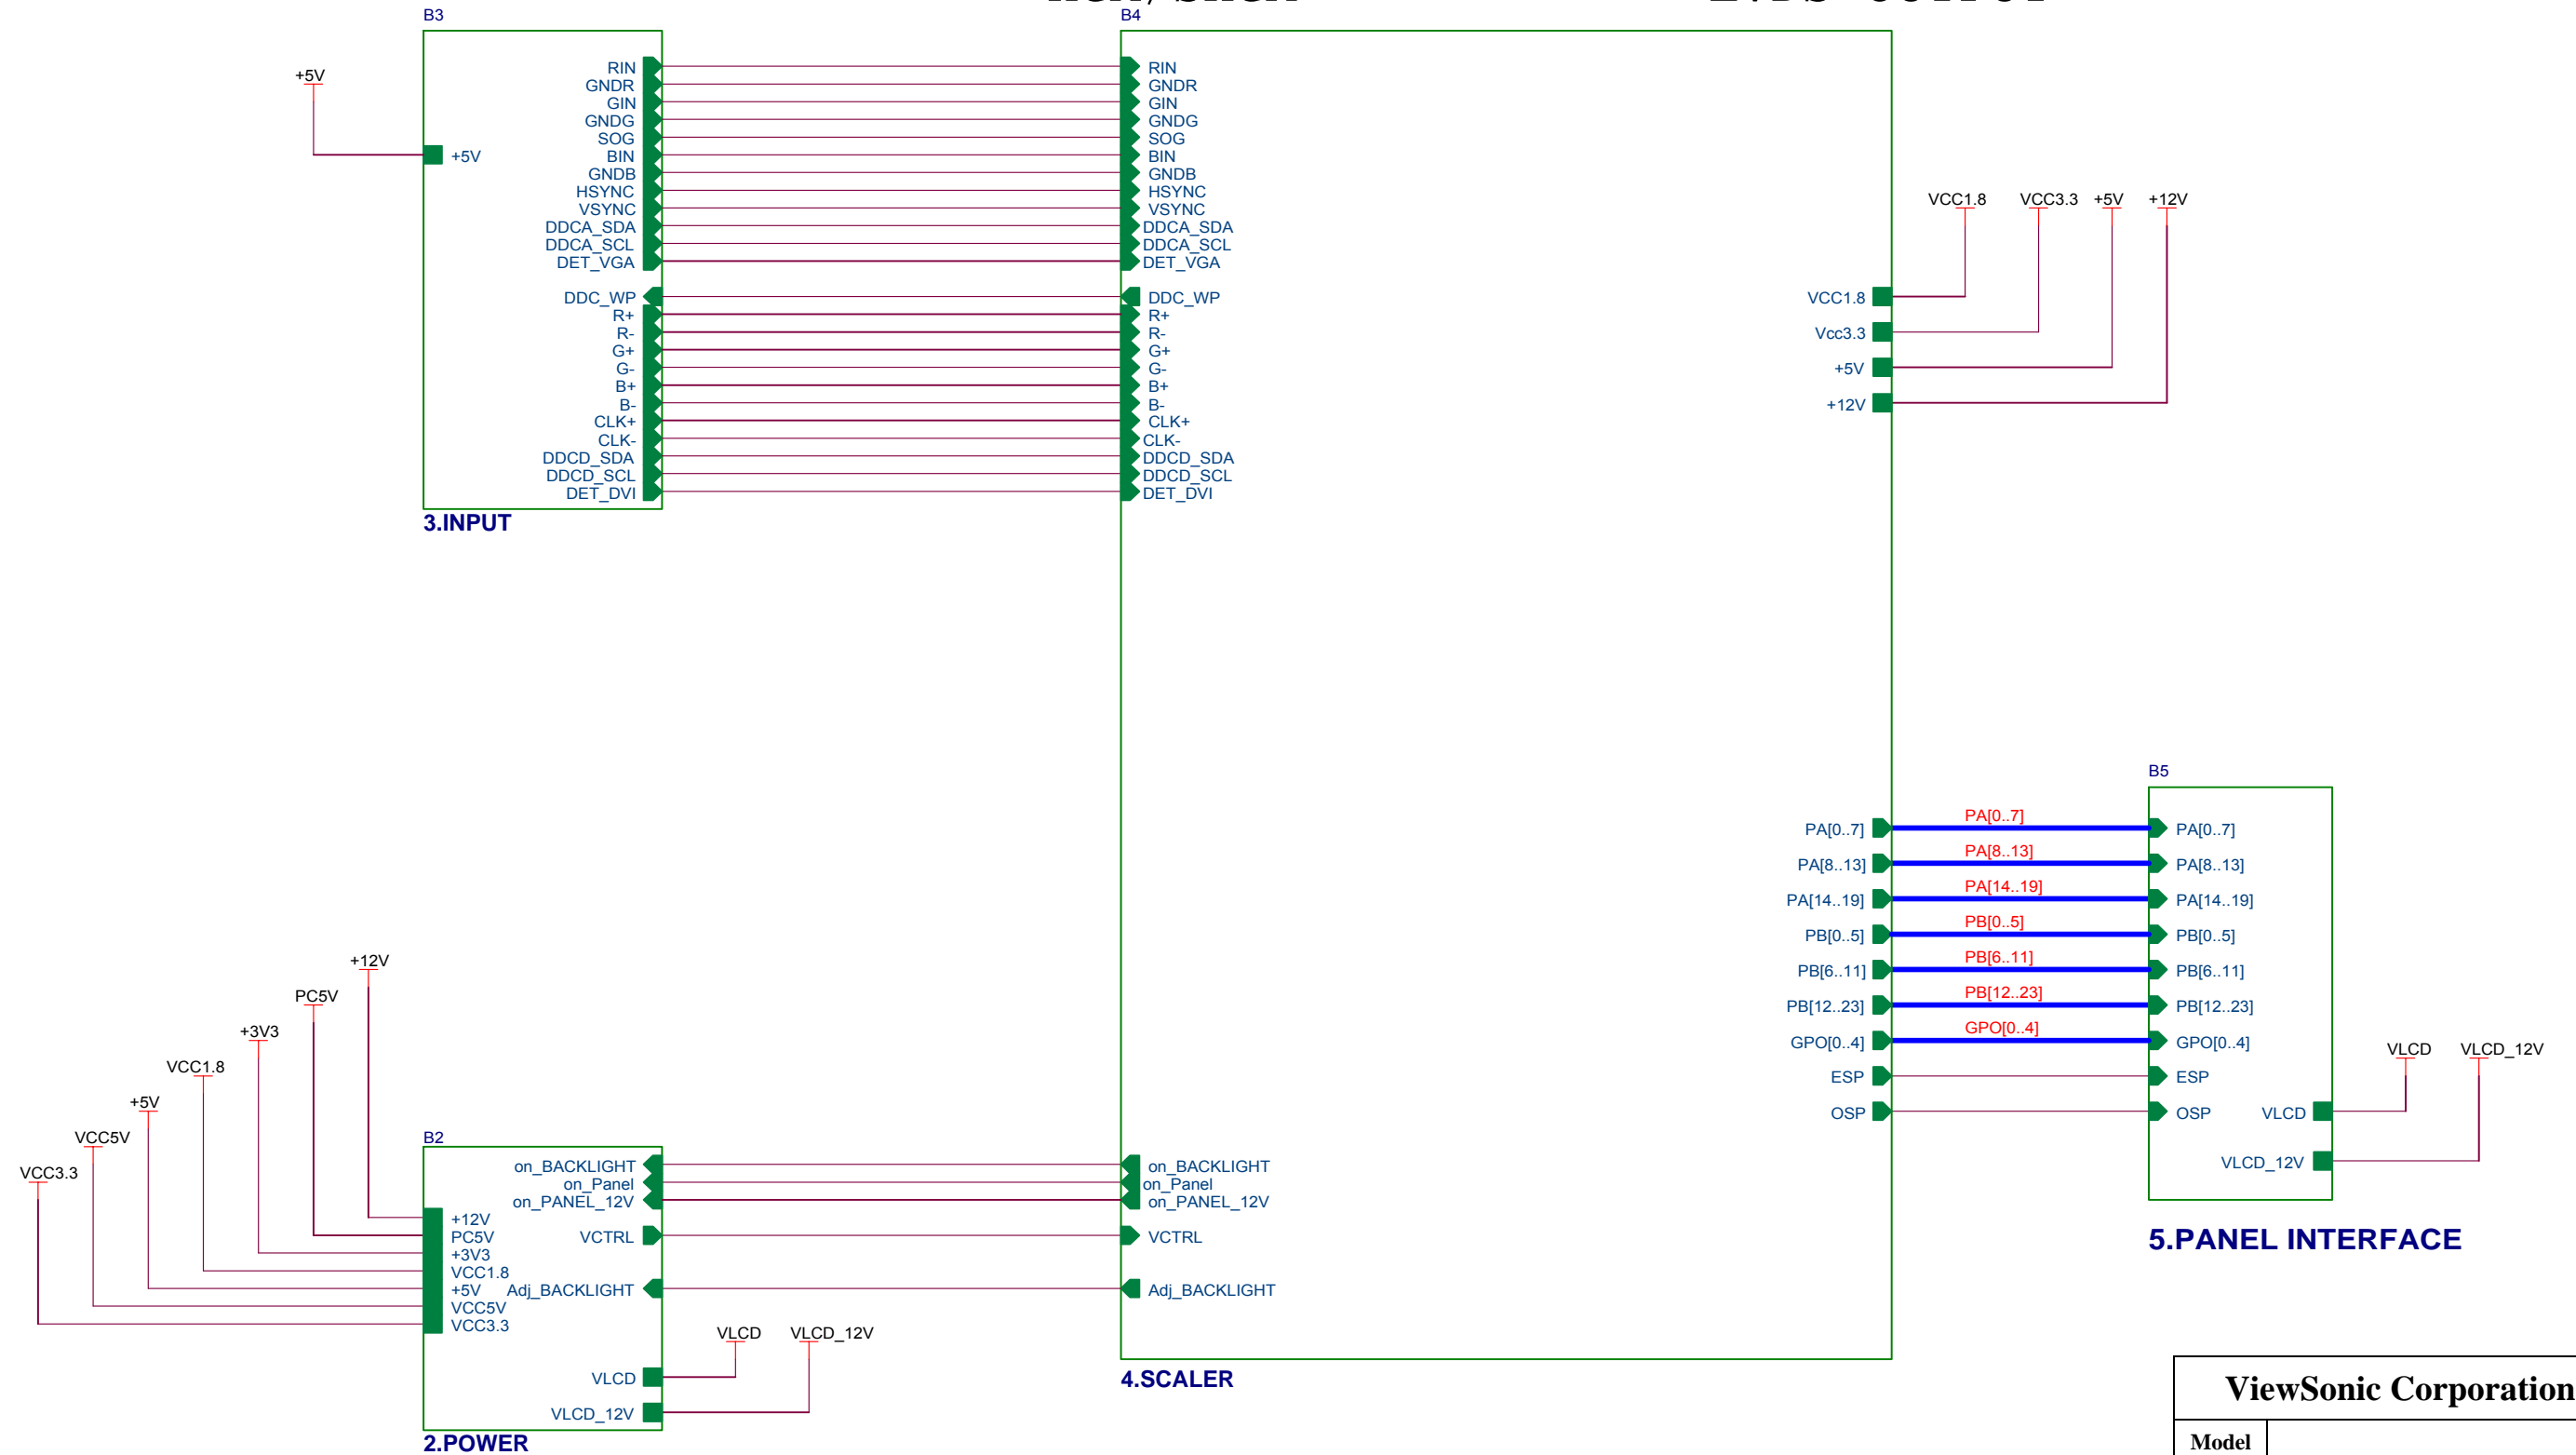 B3
B4
+5V
+5V
RIN
GNDR
GIN
GNDG
SOG
BIN
GNDB
HSYNC
VSYNC
DDCA_SDA
DDCA_SCL
DET_VGA
DDC_WP
R+
R-
G+
G-
B+
B-
CLK+
CLK-
DDCD_SDA
DDCD_SCL
DET_DVI
3.INPUT
RIN
GNDR
GIN
GNDG
SOG
BIN
GNDB
HSYNC
VSYNC
DDCA_SDA
DDCA_SCL
DET_VGA
DDC_WP
R+
R-
G+
G-
B+
B-
CLK+
CLK-
DDCD_SDA
DDCD_SCL
DET_DVI
VCC1.8 VCC3.3 +5V +12V
VCC1.8
Vcc3.3
+5V
+12V
B5
PA[0..7] PA[0..7] PA[0..7]
PA[8..13] PA[8..13] PA[8..13]
PA[14..19] PA[14..19] PA[14..19]
PB[0..5] PB[0..5] PB[0..5]
PB[6..11] PB[6..11] PB[6..11]
PB[12..23] PB[12..23] PB[12..23]
GPO[0..4] GPO[0..4] GPO[0..4]
ESP ESP
OSP OSP
VLCD VLCD_12V
VLCD
VLCD_12V
5.PANEL INTERFACE
+12V
PC5V
+3V3
VCC1.8
+5V
VCC5V
VCC3.3
B2
+12V
PC5V
+3V3
VCC1.8
+5V
VCC5V
VCC3.3
on_BACKLIGHT
on_Panel
on_PANEL_12V
VCTRL
Adj_BACKLIGHT
VLCD
VLCD_12V
VLCD VLCD_12V
2.POWER
on_BACKLIGHT
on_Panel
on_PANEL_12V
VCTRL
Adj_BACKLIGHT
4.SCALER
ViewSonic Corporation
Model